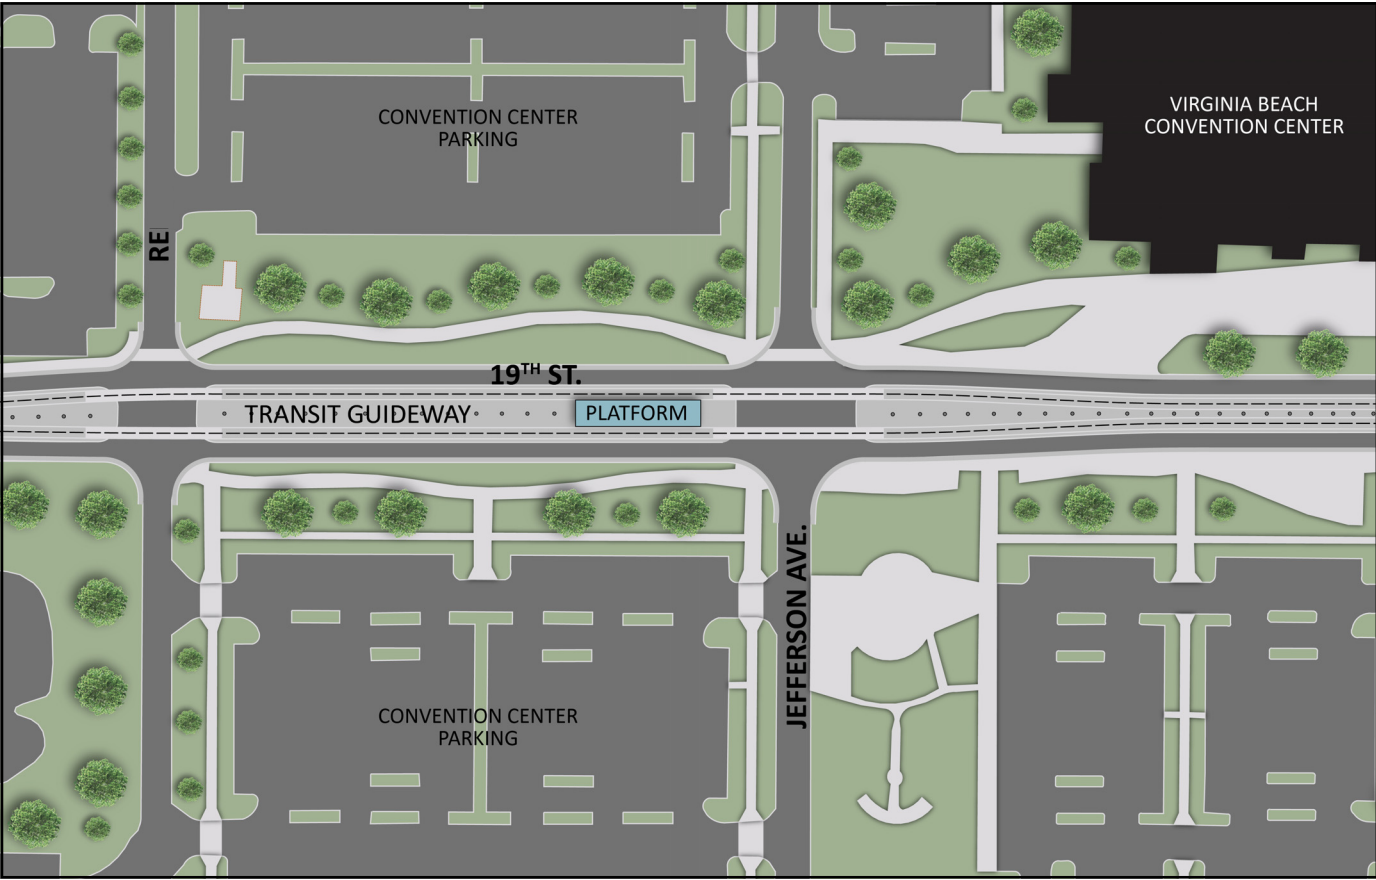 CONVENTION CENTER
PARKING
VIRGINIA BEACH
CONVENTION CENTER
RE
19TH ST.
TRANSIT GUIDEWAY
PLATFORM
JEFFERSON AVE.
CONVENTION CENTER
PARKING